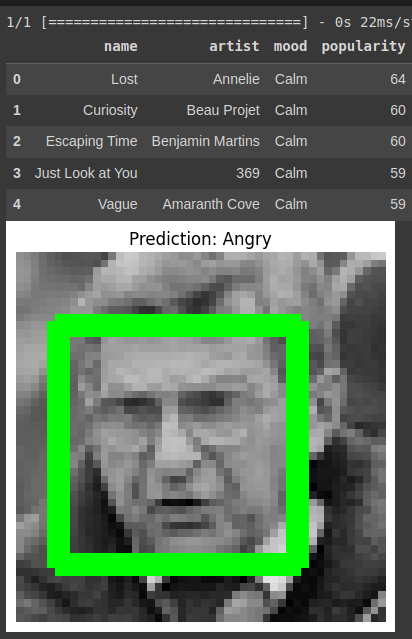 1/1 [==============================] - 0s 22ms/s
name artist mood popularity
0 Lost Annelie Calm 64
1 Curiosity Beau Projet Calm 60
2 Escaping Time Benjamin Martins Calm 60
3 Just Look at You 369 Calm 59
4 Vague Amaranth Cove Calm 59
Prediction: Angry